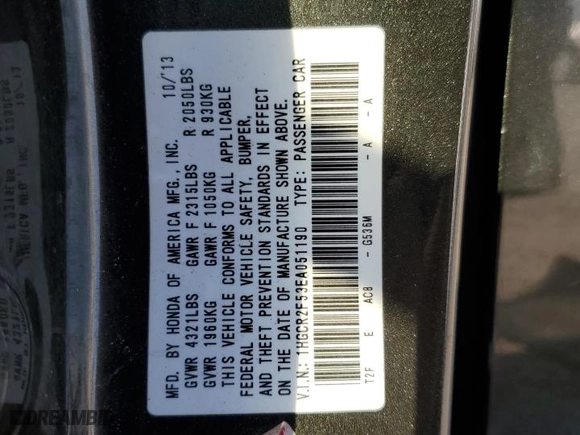 MFD. BY HONDA OF AMERICA MFG., INC. 10/'13
GVWR 4321LBS GAWR F 2315LBS R 2050LBS
GVWR 1960KG GAWR F 1050KG R 930KG
THIS VEHICLE CONFORMS TO ALL APPLICABLE
FEDERAL MOTOR VEHICLE SAFETY, BUMPER,
AND THEFT PREVENTION STANDARDS IN EFFECT
ON THE DATE OF MANUFACTURE SHOWN ABOVE.
V.I.N.: 1HGCR2F53EA051190 TYPE: PASSENGER CAR
T2F E AC8 - G536M - A - A
DREAMBID